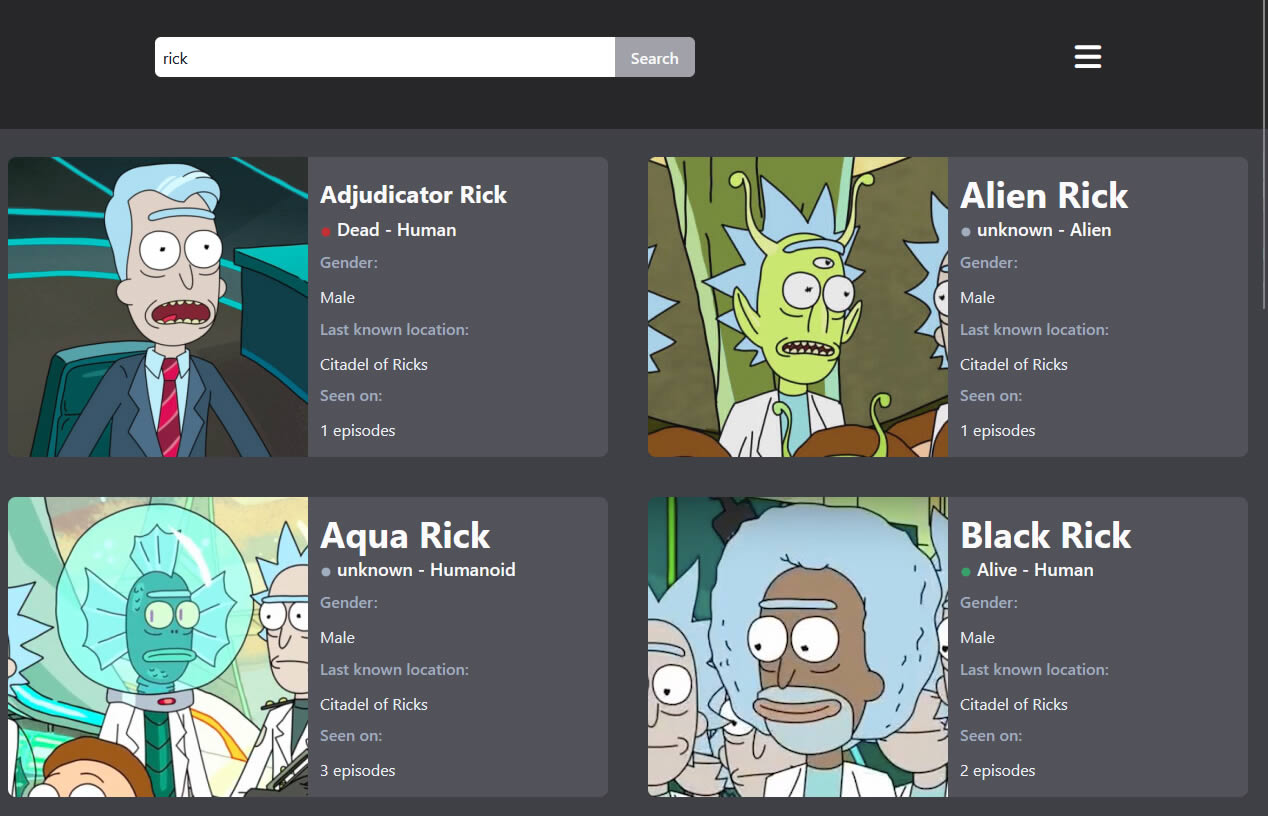 rick
Search
Adjudicator Rick
Dead - Human
Gender:
Male
Last known location:
Citadel of Ricks
Seen on:
1 episodes
Alien Rick
unknown - Alien
Gender:
Male
Last known location:
Citadel of Ricks
Seen on:
1 episodes
Aqua Rick
unknown - Humanoid
Gender:
Male
Last known location:
Citadel of Ricks
Seen on:
3 episodes
Black Rick
Alive - Human
Gender:
Male
Last known location:
Citadel of Ricks
Seen on:
2 episodes